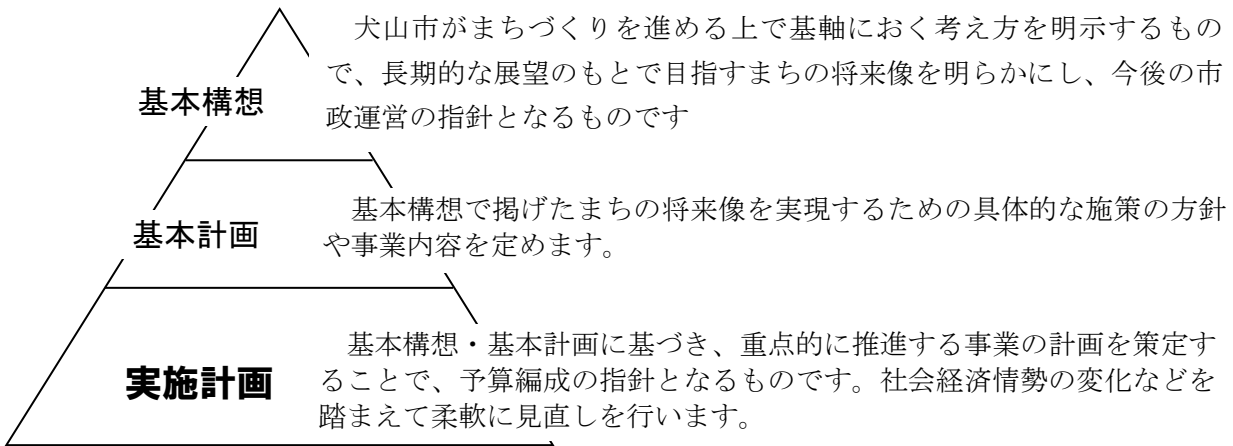 犬山市がまちづくりを進める上で基軸におく考え方を明示するもの
で、長期的な展望のもとで目指すまちの将来像を明らかにし、今後の市
政運営の指針となるものです
基本構想
基本構想で掲げたまちの将来像を実現するための具体的な施策の方針
や事業内容を定めます。
基本計画
基本構想・基本計画に基づき、重点的に推進する事業の計画を策定す
ることで、予算編成の指針となるものです。社会経済情勢の変化などを
踏まえて柔軟に見直しを行います。
実施計画